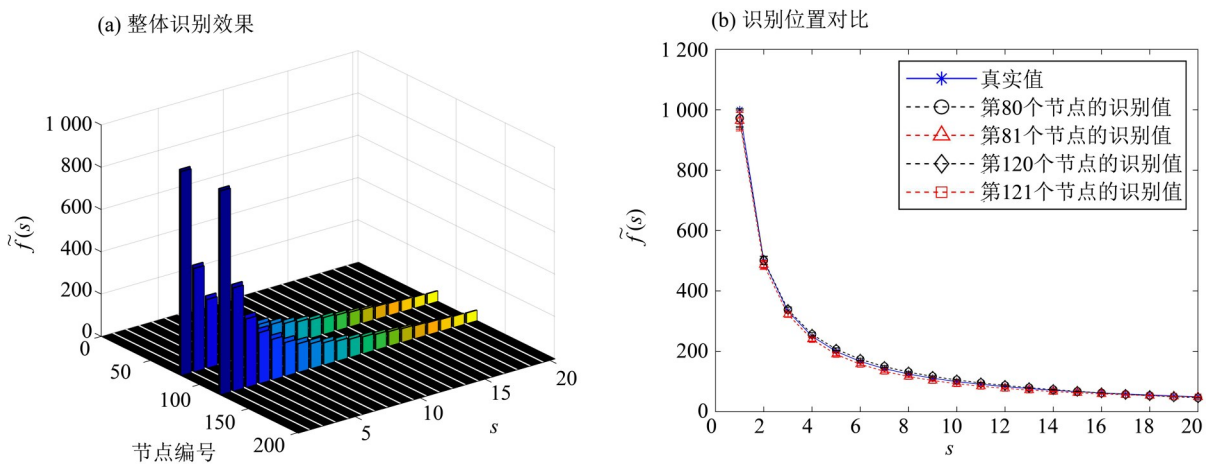 (a) 整体识别效果
1 000
800
600
400
200
0
f̃(s)
0
50
100
150
200
节点编号
5
10
15
20
s
(b) 识别位置对比
1 200
1 000
800
600
400
200
0
f̃(s)
真实值
第80个节点的识别值
第81个节点的识别值
第120个节点的识别值
第121个节点的识别值
0 2 4 6 8 10 12 14 16 18 20
s